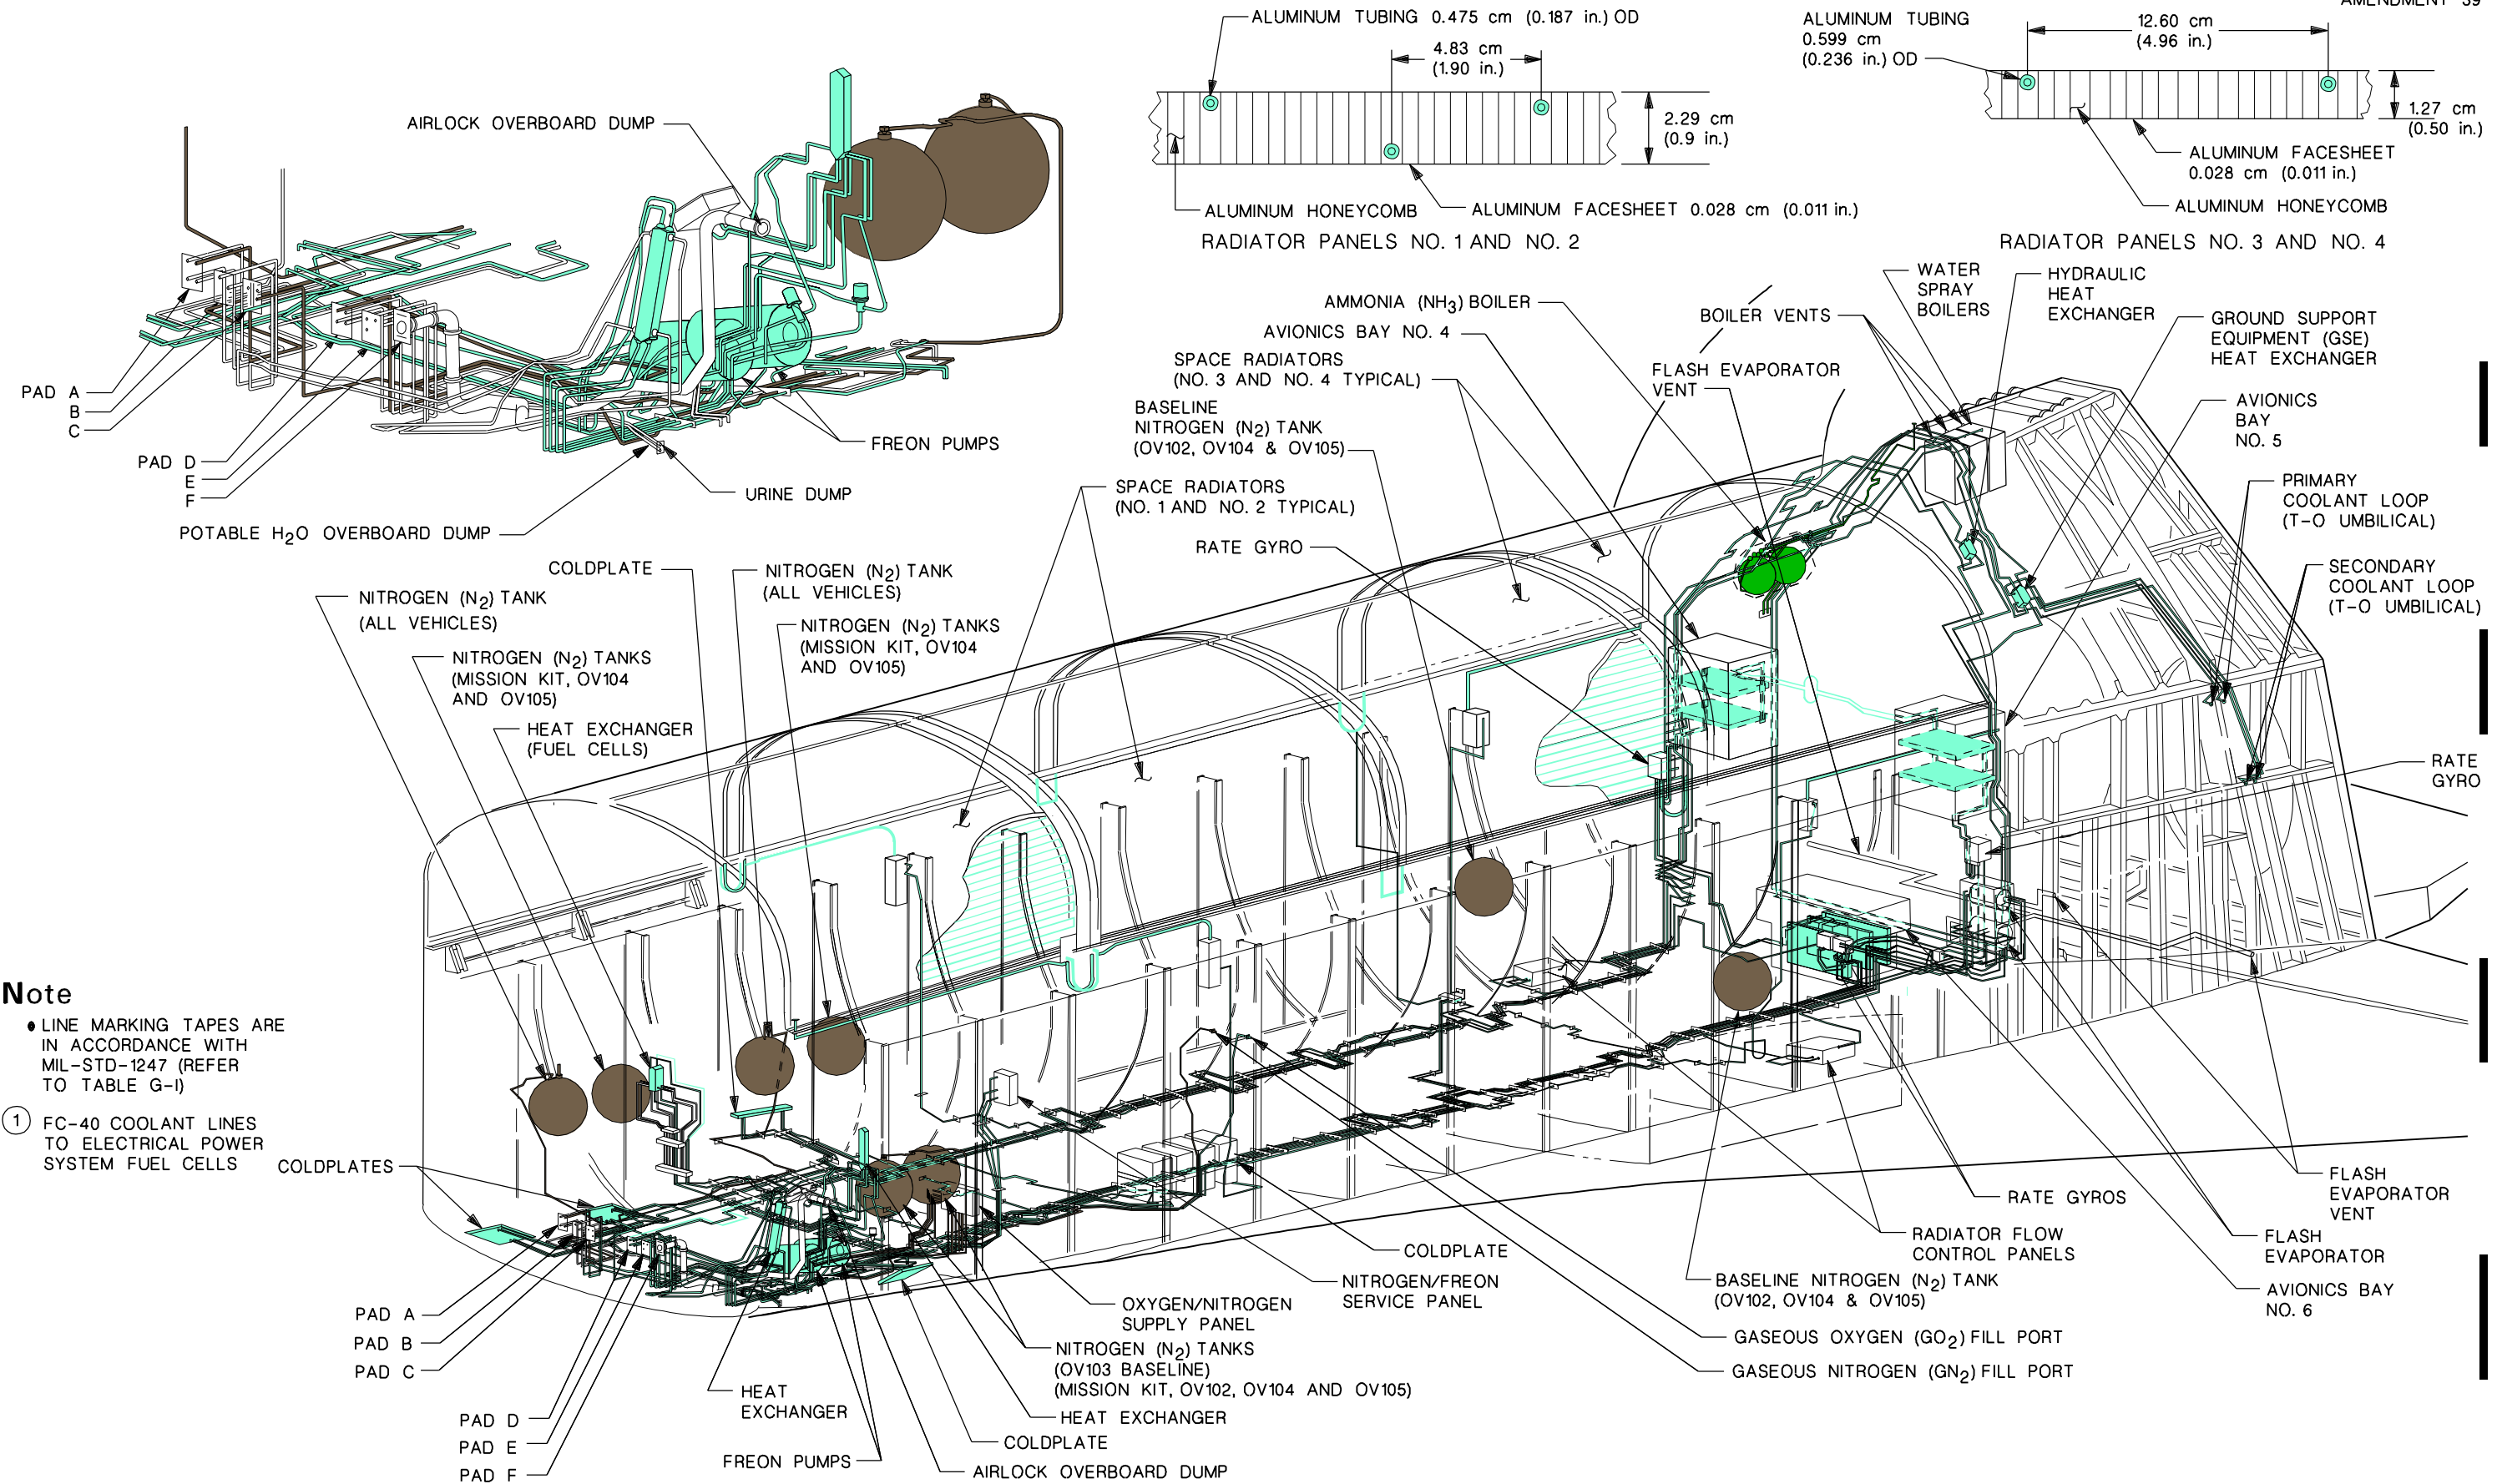 AMENDMENT 39
ALUMINUM TUBING 0.475 cm (0.187 in.) OD
4.83 cm
(1.90 in.)
2.29 cm
(0.9 in.)
ALUMINUM HONEYCOMB
ALUMINUM FACESHEET 0.028 cm (0.011 in.)
RADIATOR PANELS NO. 1 AND NO. 2
ALUMINUM TUBING
0.599 cm
(0.236 in.) OD
12.60 cm
(4.96 in.)
1.27 cm
(0.50 in.)
ALUMINUM FACESHEET
0.028 cm (0.011 in.)
ALUMINUM HONEYCOMB
RADIATOR PANELS NO. 3 AND NO. 4
AIRLOCK OVERBOARD DUMP
PAD A
B
C
PAD D
E
F
FREON PUMPS
URINE DUMP
POTABLE H2O OVERBOARD DUMP
AMMONIA (NH3) BOILER
AVIONICS BAY NO. 4
SPACE RADIATORS
(NO. 3 AND NO. 4 TYPICAL)
BASELINE
NITROGEN (N2) TANK
(OV102, OV104 & OV105)
SPACE RADIATORS
(NO. 1 AND NO. 2 TYPICAL)
RATE GYRO
BOILER VENTS
FLASH EVAPORATOR
VENT
WATER
SPRAY
BOILERS
HYDRAULIC
HEAT
EXCHANGER
GROUND SUPPORT
EQUIPMENT (GSE)
HEAT EXCHANGER
AVIONICS
BAY
NO. 5
PRIMARY
COOLANT LOOP
(T-O UMBILICAL)
SECONDARY
COOLANT LOOP
(T-O UMBILICAL)
RATE
GYRO
COLDPLATE
NITROGEN (N2) TANK
(ALL VEHICLES)
NITROGEN (N2) TANK
(ALL VEHICLES)
NITROGEN (N2) TANKS
(MISSION KIT, OV104
AND OV105)
NITROGEN (N2) TANKS
(MISSION KIT, OV104
AND OV105)
HEAT EXCHANGER
(FUEL CELLS)
Note
• LINE MARKING TAPES ARE
IN ACCORDANCE WITH
MIL-STD-1247 (REFER
TO TABLE G-I)
1 FC-40 COOLANT LINES
TO ELECTRICAL POWER
SYSTEM FUEL CELLS
COLDPLATES
PAD A
PAD B
PAD C
PAD D
PAD E
PAD F
HEAT
EXCHANGER
FREON PUMPS
AIRLOCK OVERBOARD DUMP
COLDPLATE
HEAT EXCHANGER
NITROGEN (N2) TANKS
(OV103 BASELINE)
(MISSION KIT, OV102, OV104 AND OV105)
OXYGEN/NITROGEN
SUPPLY PANEL
NITROGEN/FREON
SERVICE PANEL
COLDPLATE
GASEOUS NITROGEN (GN2) FILL PORT
GASEOUS OXYGEN (GO2) FILL PORT
BASELINE NITROGEN (N2) TANK
(OV102, OV104 & OV105)
RADIATOR FLOW
CONTROL PANELS
RATE GYROS
AVIONICS BAY
NO. 6
FLASH
EVAPORATOR
FLASH
EVAPORATOR
VENT